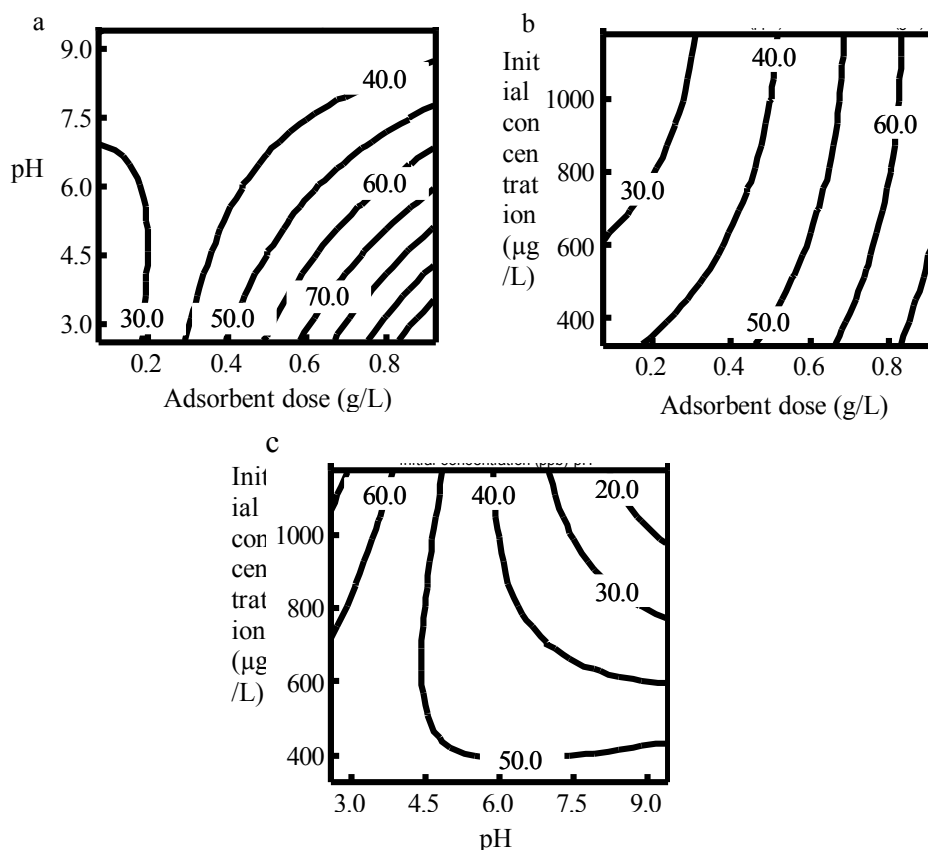 a
9.0
7.5
pH
6.0
4.5
3.0
40.0
60.0
70.0
30.0
50.0
0.2 0.4 0.6 0.8
Adsorbent dose (g/L)
b
Init
ial
con
cen
trat
ion
(µg
/L)
1000
800
600
400
40.0
60.0
30.0
50.0
0.2 0.4 0.6 0.8
Adsorbent dose (g/L)
c
Init
ial
con
cen
trat
ion
(µg
/L)
1000
800
600
400
60.0 40.0 20.0
30.0
50.0
3.0 4.5 6.0 7.5 9.0
pH